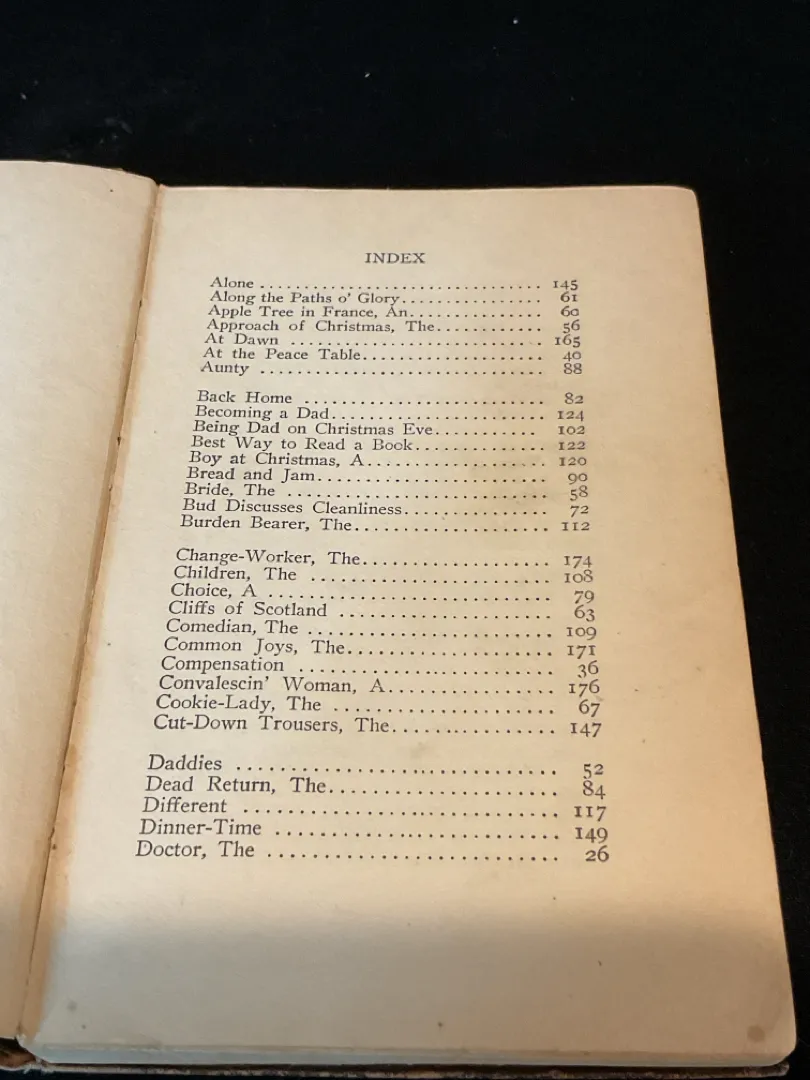 INDEX
Alone ................................ 145
Along the Paths o' Glory................ 61
Apple Tree in France, An............... 60
Approach of Christmas, The............ 56
At Dawn ............................. 165
At the Peace Table..................... 40
Aunty ................................ 88
Back Home .......................... 82
Becoming a Dad....................... 124
Being Dad on Christmas Eve........... 102
Best Way to Read a Book.............. 122
Boy at Christmas, A................... 120
Bread and Jam......................... 90
Bride, The ............................ 58
Bud Discusses Cleanliness............... 72
Burden Bearer, The.................... 112
Change-Worker, The................... 174
Children, The ......................... 108
Choice, A ............................. 79
Cliffs of Scotland ...................... 63
Comedian, The ........................ 109
Common Joys, The..................... 171
Compensation ......................... 36
Convalescin' Woman, A................. 176
Cookie-Lady, The ...................... 67
Cut-Down Trousers, The................ 147
Daddies ............................... 52
Dead Return, The...................... 84
Different .............................. 117
Dinner-Time ........................... 149
Doctor, The ............................ 26